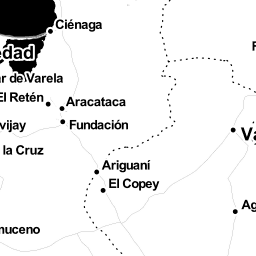 Ciénaga
edad
ar de Varela
El Retén
Aracataca
vijay
Fundación
la Cruz
Ariguaní
El Copey
Va
Ag
nuceno